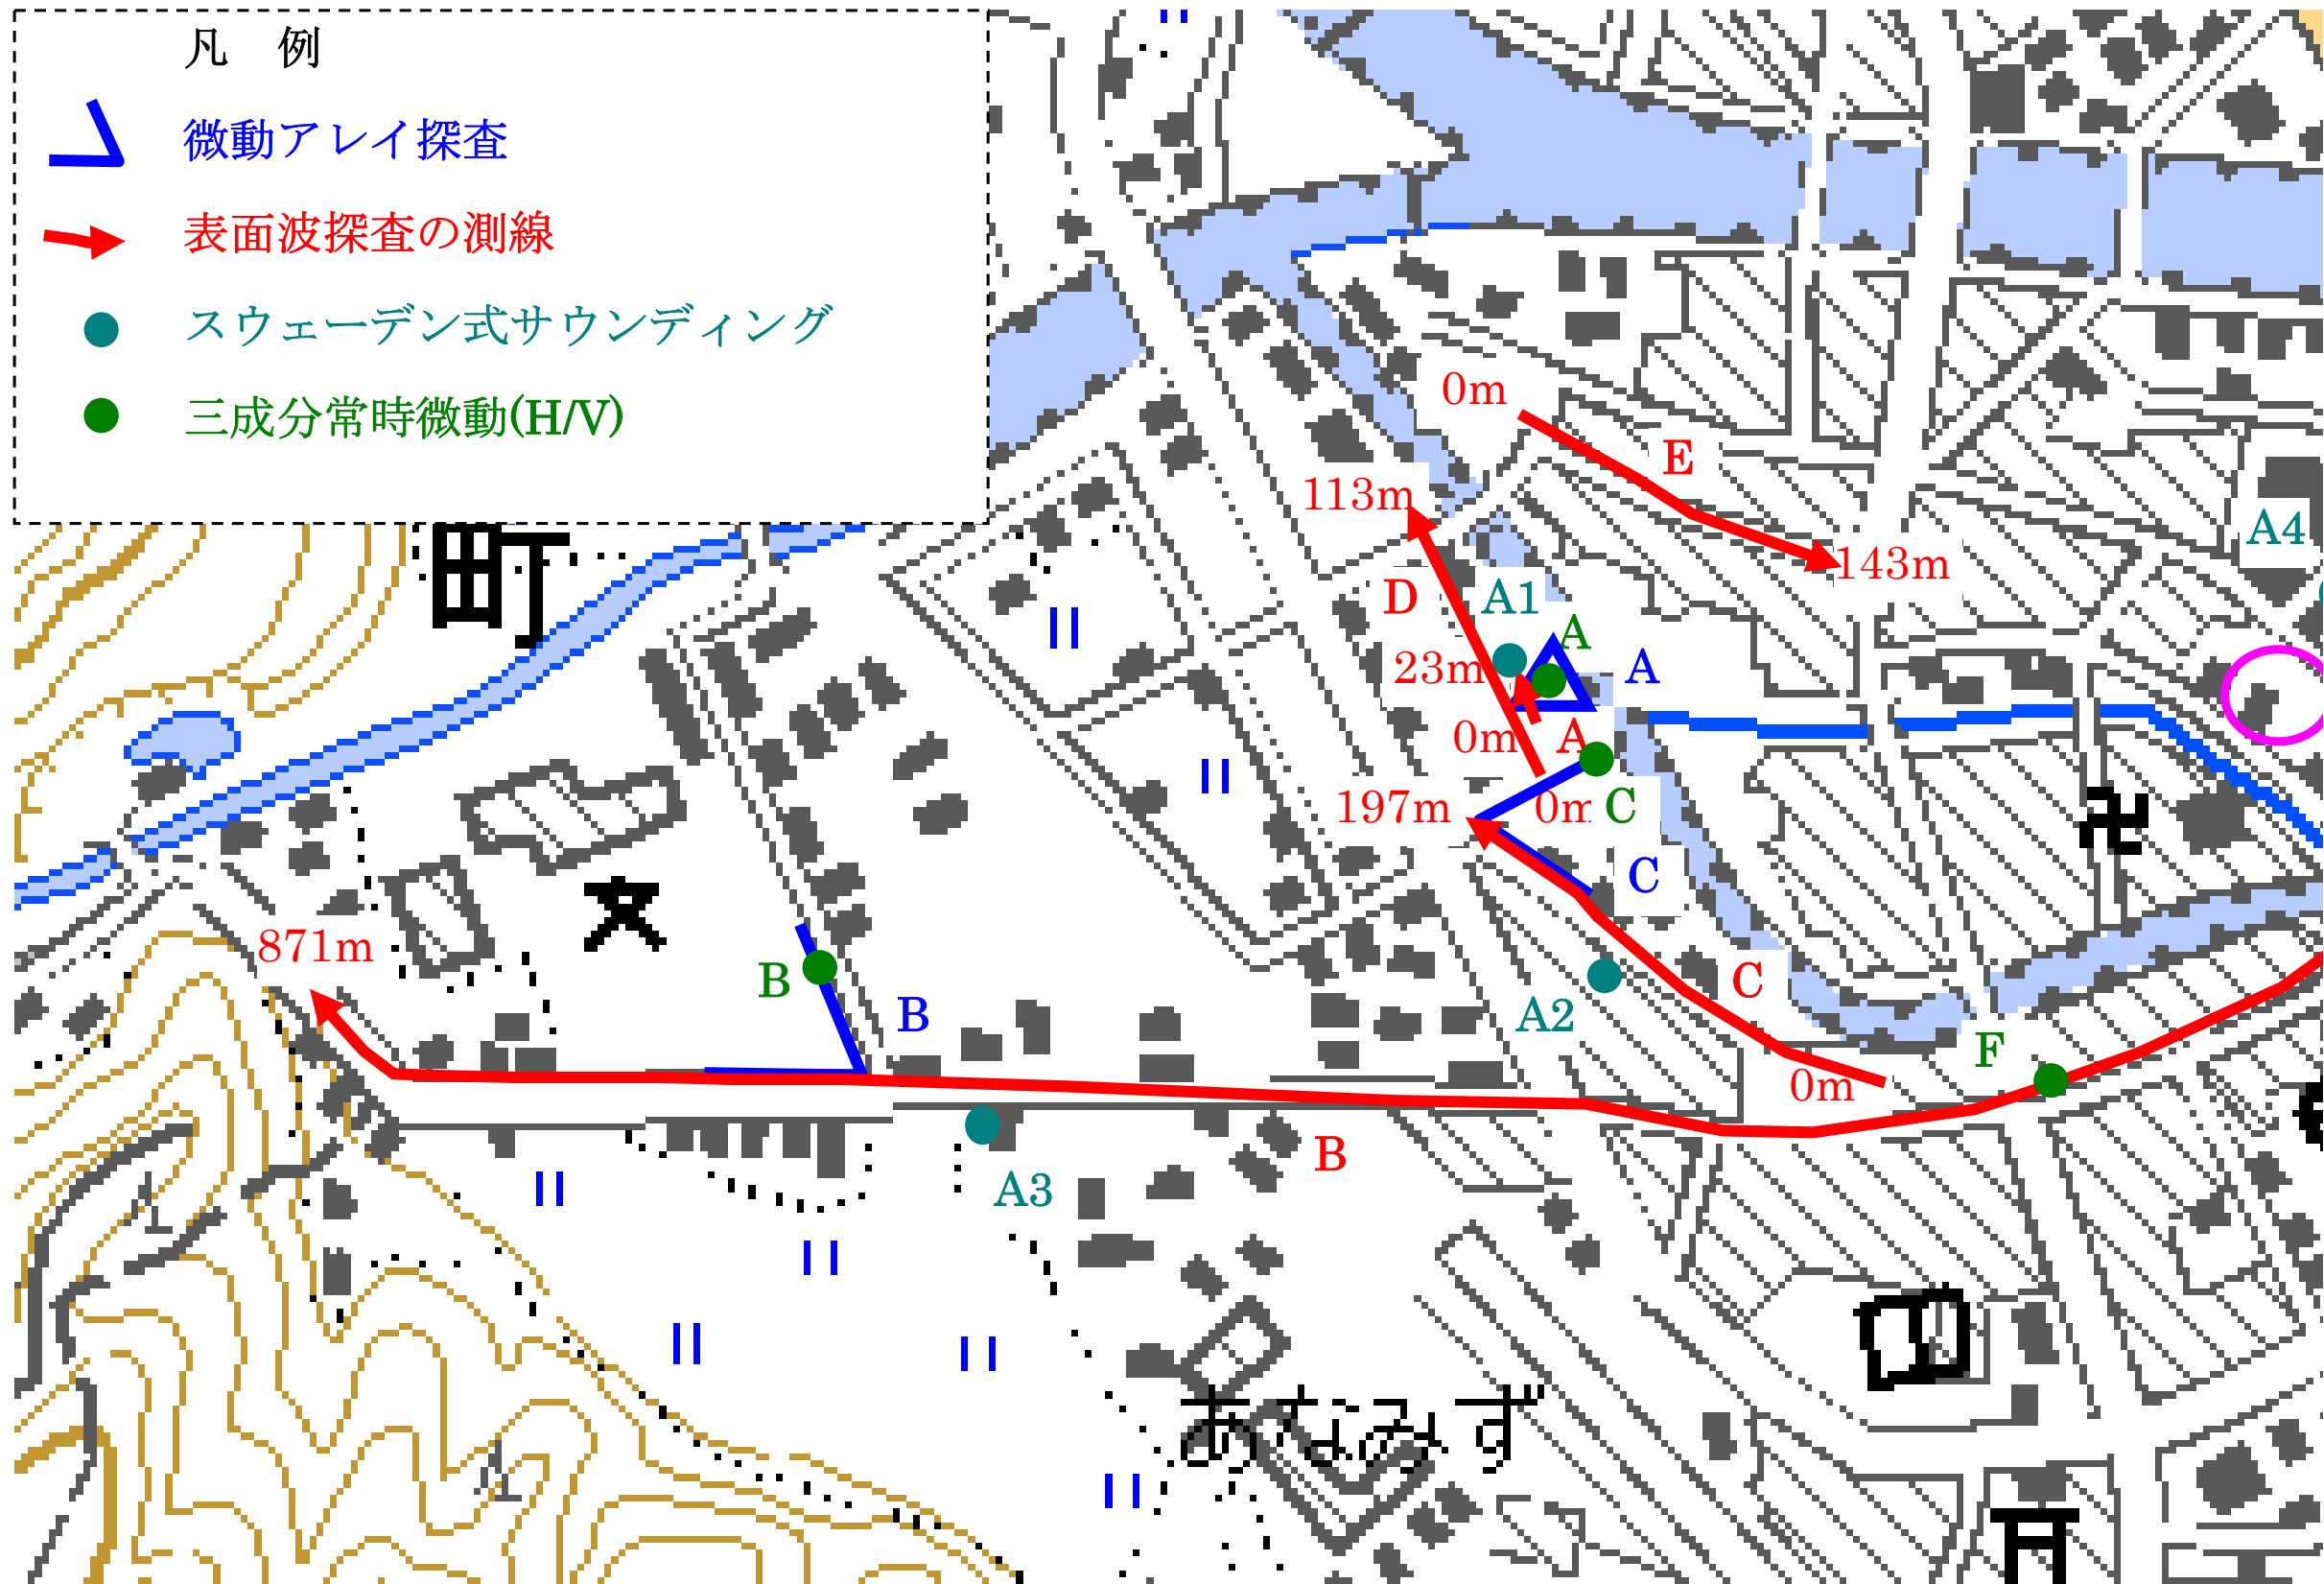 凡 例
微動アレイ探査
表面波探査の測線
スウェーデン式サウンディング
三成分常時微動(H/V)
町
0m
E
113m
143m
A4
D
A1
A
23m
A
0m
A
197m
0m
C
C
文
871m
B
B
C
A2
F
0m
B
A3
あなみず